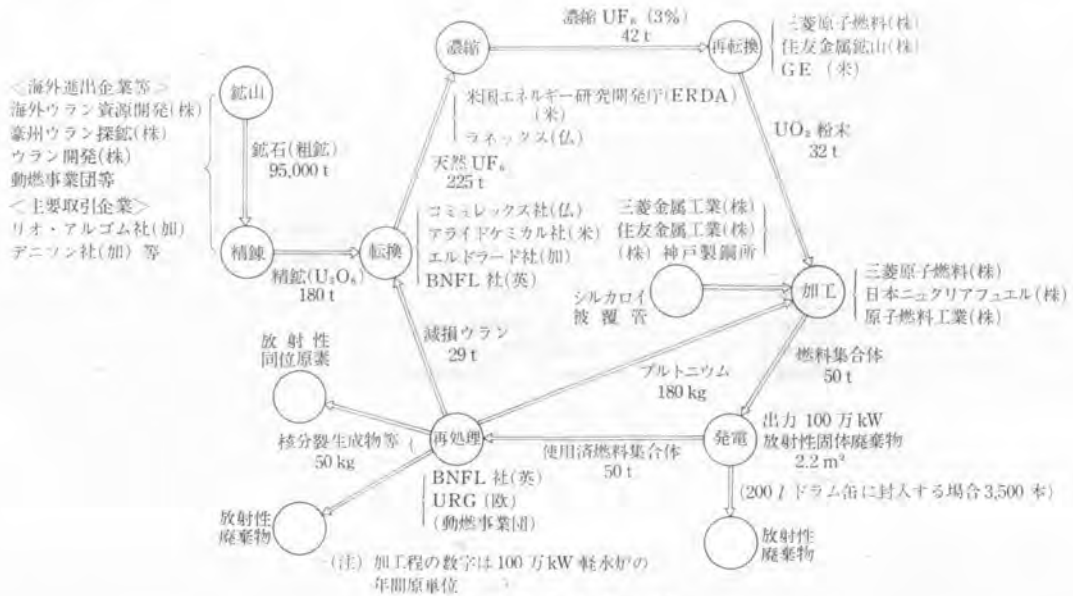 濃縮 UF₆ (3%)
42 t
濃縮
再転換
三菱原子燃料(株)
住友金属鉱山(株)
GE (米)
<海外進出企業等>
海外ウラン資源開発(株)
豪州ウラン探鉱(株)
ウラン開発(株)
動燃事業団等
<主要取引企業>
リオ・アルゴム社(加)
デニソン社(加) 等
鉱山
鉱石(粗鉱)
95,000 t
精錬
精鉱(U₃O₈)
180 t
転換
天然 UF₆
225 t
米国エネルギー研究開発庁(ERDA)
(米)
ラネックス(仏)
コミュレックス社(仏)
アライドケミカル社(米)
エルドラード社(加)
BNFL 社(英)
UO₂ 粉末
32 t
三菱金属工業(株)
住友金属工業(株)
(株) 神戸製鋼所
シルカロイ
被覆管
加工
三菱原子燃料(株)
日本ニュクリアフュエル(株)
原子燃料工業(株)
減損ウラン
29 t
プルトニウム
180 kg
燃料集合体
50 t
放射性
同位原素
核分裂生成物等
50 kg
再処理
使用済燃料集合体
50 t
発電
出力 100 万 kW
放射性固体廃棄物
2.2 m³
(200 l ドラム缶に封入する場合 3,500 本)
BNFL 社(英)
URG (欧)
(動燃事業団)
放射性
廃棄物
放射性
廃棄物
(注) 加工程の数字は 100 万 kW 軽水炉の
年間原単位